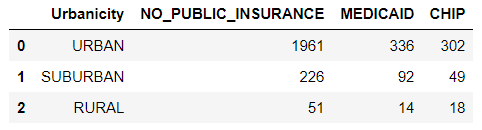 Urbanicity NO_PUBLIC_INSURANCE MEDICAID CHIP
0 URBAN 1961 336 302
1 SUBURBAN 226 92 49
2 RURAL 51 14 18